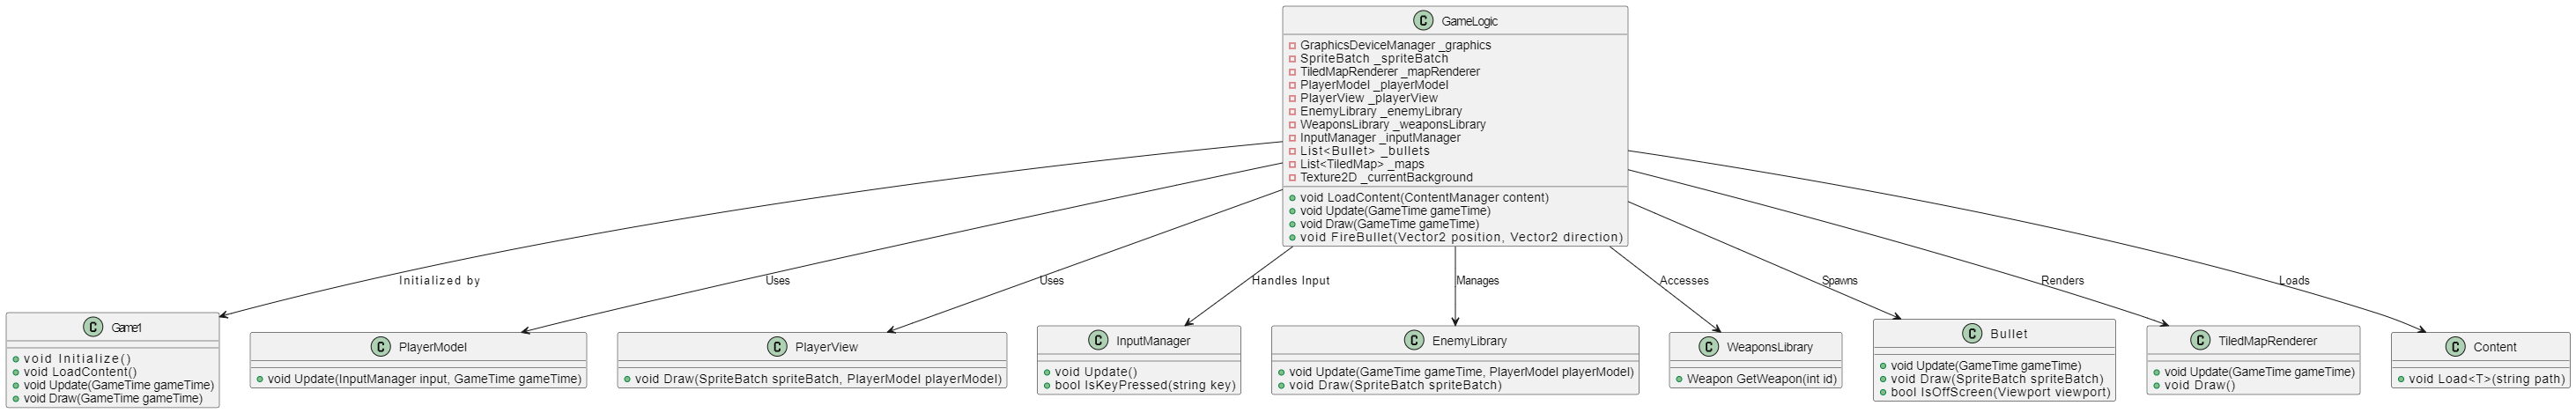 C GameLogic
GraphicsDeviceManager _graphics
SpriteBatch _spriteBatch
TiledMapRenderer _mapRenderer
PlayerModel _playerModel
PlayerView _playerView
EnemyLibrary _enemyLibrary
WeaponsLibrary _weaponsLibrary
InputManager _inputManager
List<Bullet> _bullets
List<TiledMap> _maps
Texture2D _currentBackground
void LoadContent(ContentManager content)
void Update(GameTime gameTime)
void Draw(GameTime gameTime)
void FireBullet(Vector2 position, Vector2 direction)
Initialized by
Uses
Uses
Handles Input
Manages
Accesses
Spawns
Renders
Loads
C Game1
void Initialize()
void LoadContent()
void Update(GameTime gameTime)
void Draw(GameTime gameTime)
C PlayerModel
void Update(InputManager input, GameTime gameTime)
C PlayerView
void Draw(SpriteBatch spriteBatch, PlayerModel playerModel)
C InputManager
void Update()
bool IsKeyPressed(string key)
C EnemyLibrary
void Update(GameTime gameTime, PlayerModel playerModel)
void Draw(SpriteBatch spriteBatch)
C WeaponsLibrary
Weapon GetWeapon(int id)
C Bullet
void Update(GameTime gameTime)
void Draw(SpriteBatch spriteBatch)
bool IsOffScreen(Viewport viewport)
C TiledMapRenderer
void Update(GameTime gameTime)
void Draw()
C Content
void Load<T>(string path)